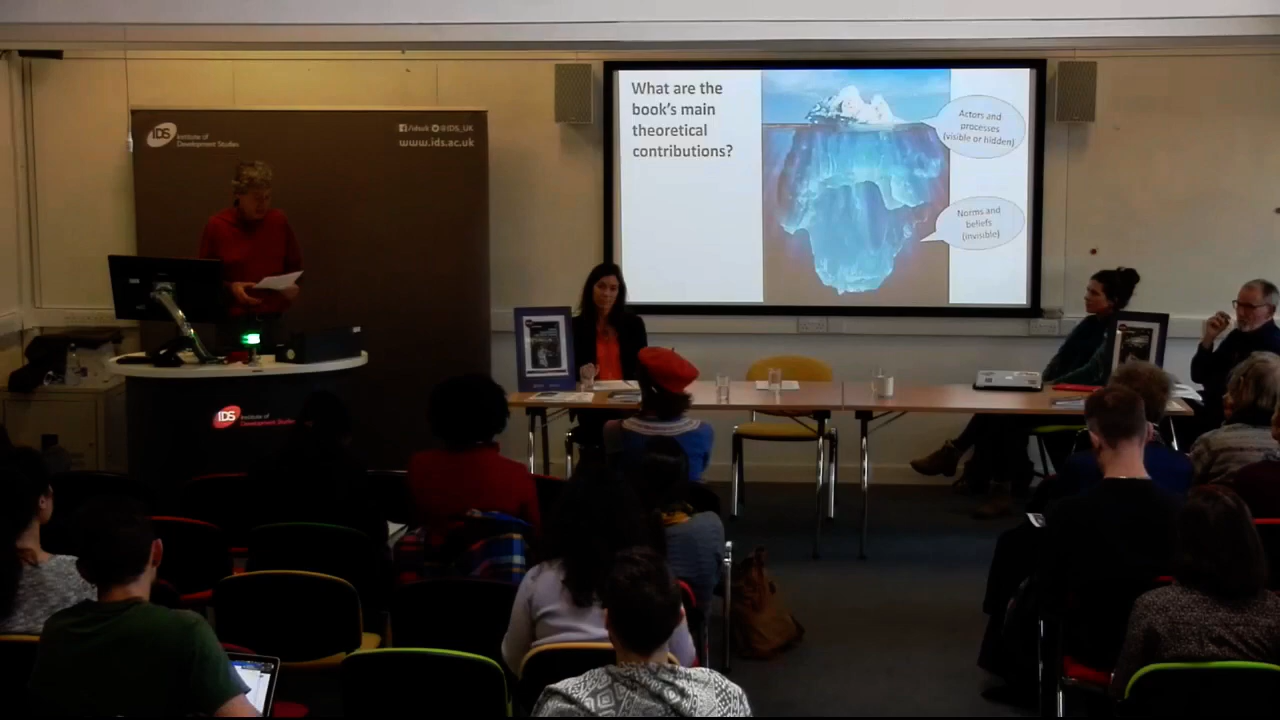 IDS
Institute of
Development Studies
/idsuk @IDS_UK
www.ids.ac.uk
What are the
book's main
theoretical
contributions?
Actors and
processes
(visible or hidden)
Norms and
beliefs
(invisible)
IDS
Institute of
Development Studies